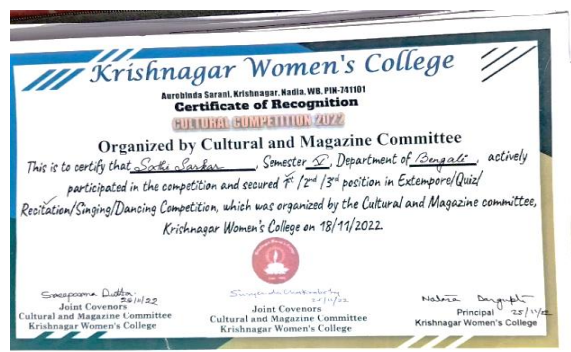 Krishnagar Women's College
Aurobinda Sarani, Krishnagar, Nadia, WB, PIN-741101
Certificate of Recognition
CULTURAL COMPETITION 2022
Organized by Cultural and Magazine Committee
This is to certify that Sathi Sarkar, Semester V, Department of Bengali, actively
participated in the competition and secured 1st/2nd/3rd position in Extempore/Quiz/
Recitation/Singing/Dancing Competition, which was organized by the Cultural and Magazine committee,
Krishnagar Women's College on 18/11/2022.
Dutta
25/11/22
Joint Covenors
Cultural and Magazine Committee
Krishnagar Women's College
25/11/22
Joint Covenors
Cultural and Magazine Committee
Krishnagar Women's College
25/11/22
Principal
Krishnagar Women's College